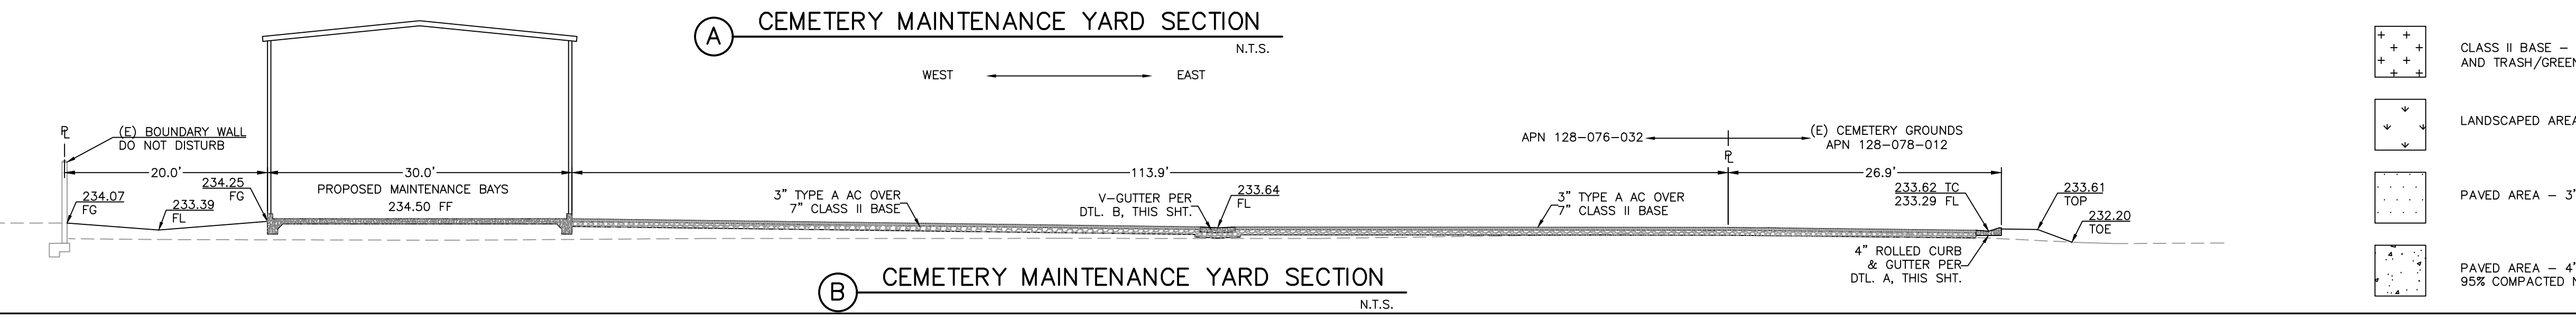 A
CEMETERY MAINTENANCE YARD SECTION
N.T.S.
WEST
EAST
PL
(E) BOUNDARY WALL
DO NOT DISTURB
APN 128-076-032
(E) CEMETERY GROUNDS
APN 128-078-012
PL
20.0'
30.0'
113.9'
26.9'
234.07
FG
233.39
FL
234.25
FG
PROPOSED MAINTENANCE BAYS
234.50 FF
3" TYPE A AC OVER
7" CLASS II BASE
V-GUTTER PER
DTL. B, THIS SHT.
233.64
FL
3" TYPE A AC OVER
7" CLASS II BASE
233.62 TC
233.29 FL
233.61
TOP
232.20
TOE
4" ROLLED CURB
& GUTTER PER
DTL. A, THIS SHT.
B
CEMETERY MAINTENANCE YARD SECTION
N.T.S.
CLASS II BASE –
AND TRASH/GREEN
LANDSCAPED AREA
PAVED AREA – 3"
PAVED AREA – 4"
95% COMPACTED